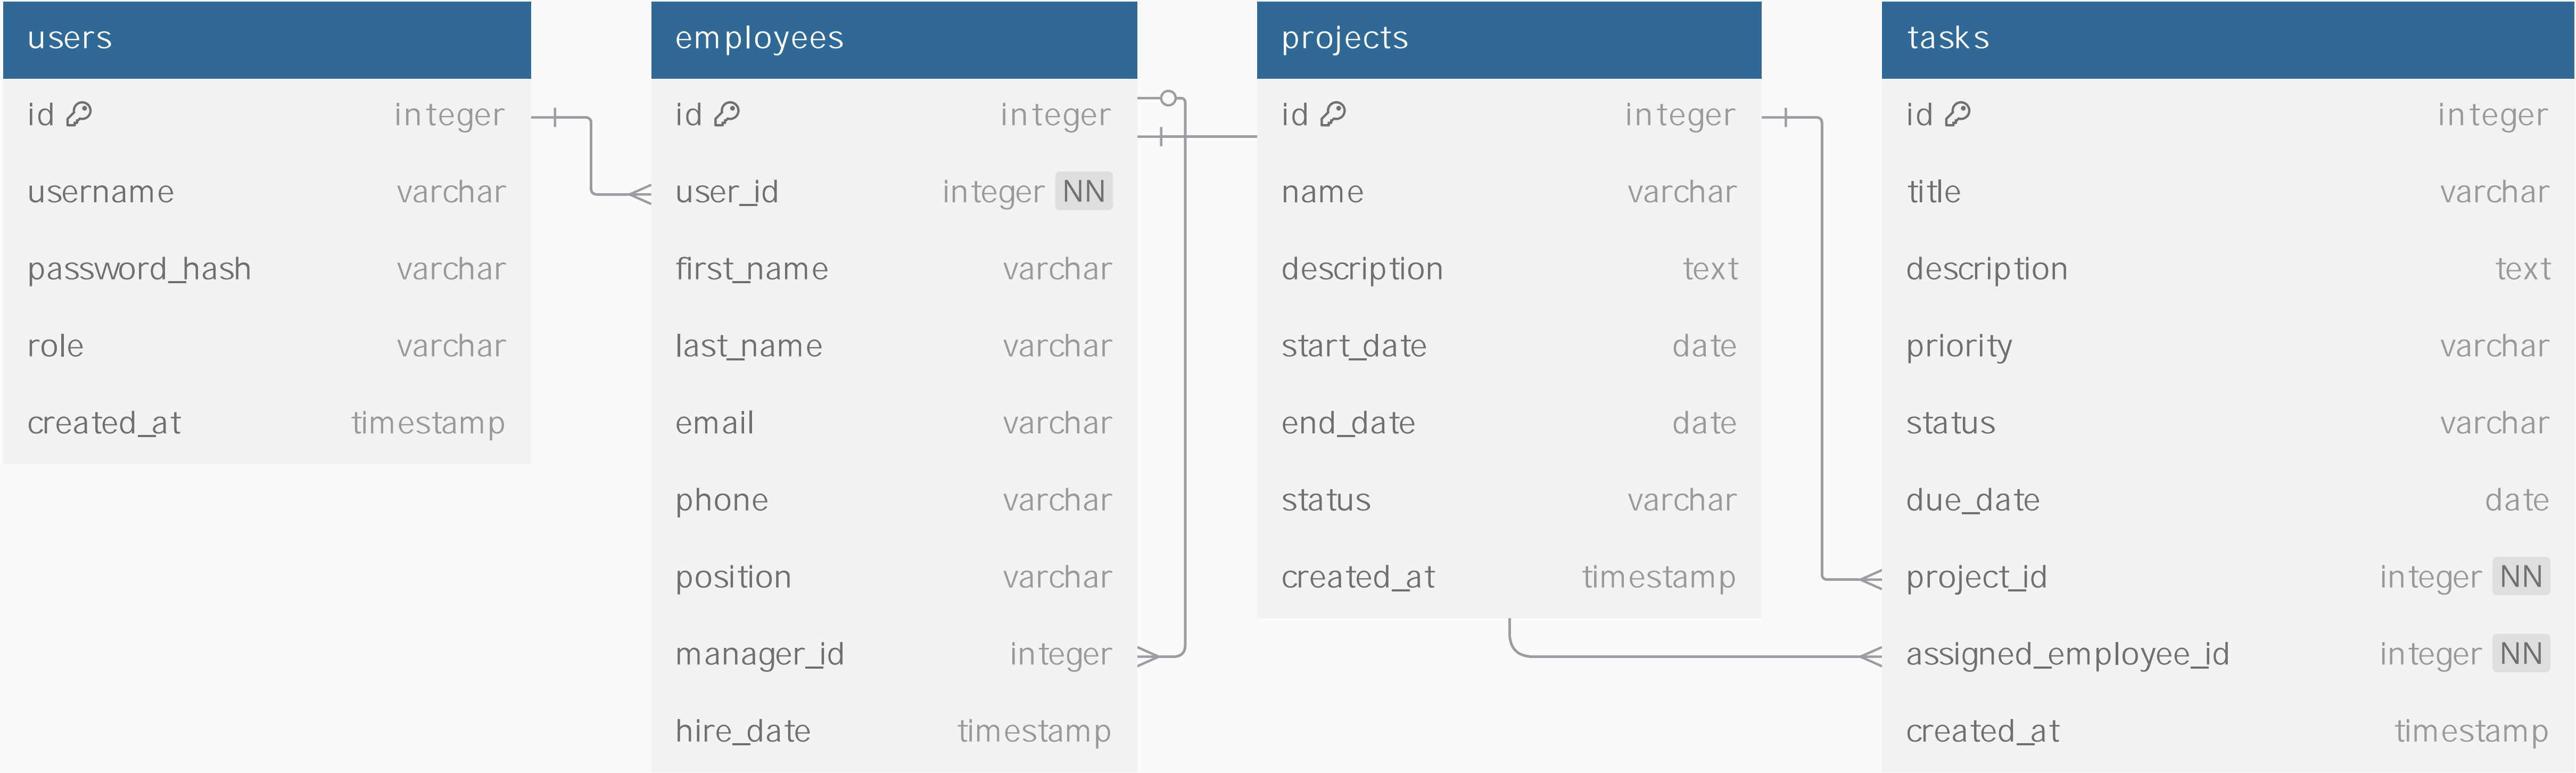 users
id integer
username varchar
password_hash varchar
role varchar
created_at timestamp
employees
id integer
user_id integer NN
first_name varchar
last_name varchar
email varchar
phone varchar
position varchar
manager_id integer
hire_date timestamp
projects
id integer
name varchar
description text
start_date date
end_date date
status varchar
created_at timestamp
tasks
id integer
title varchar
description text
priority varchar
status varchar
due_date date
project_id integer NN
assigned_employee_id integer NN
created_at timestamp